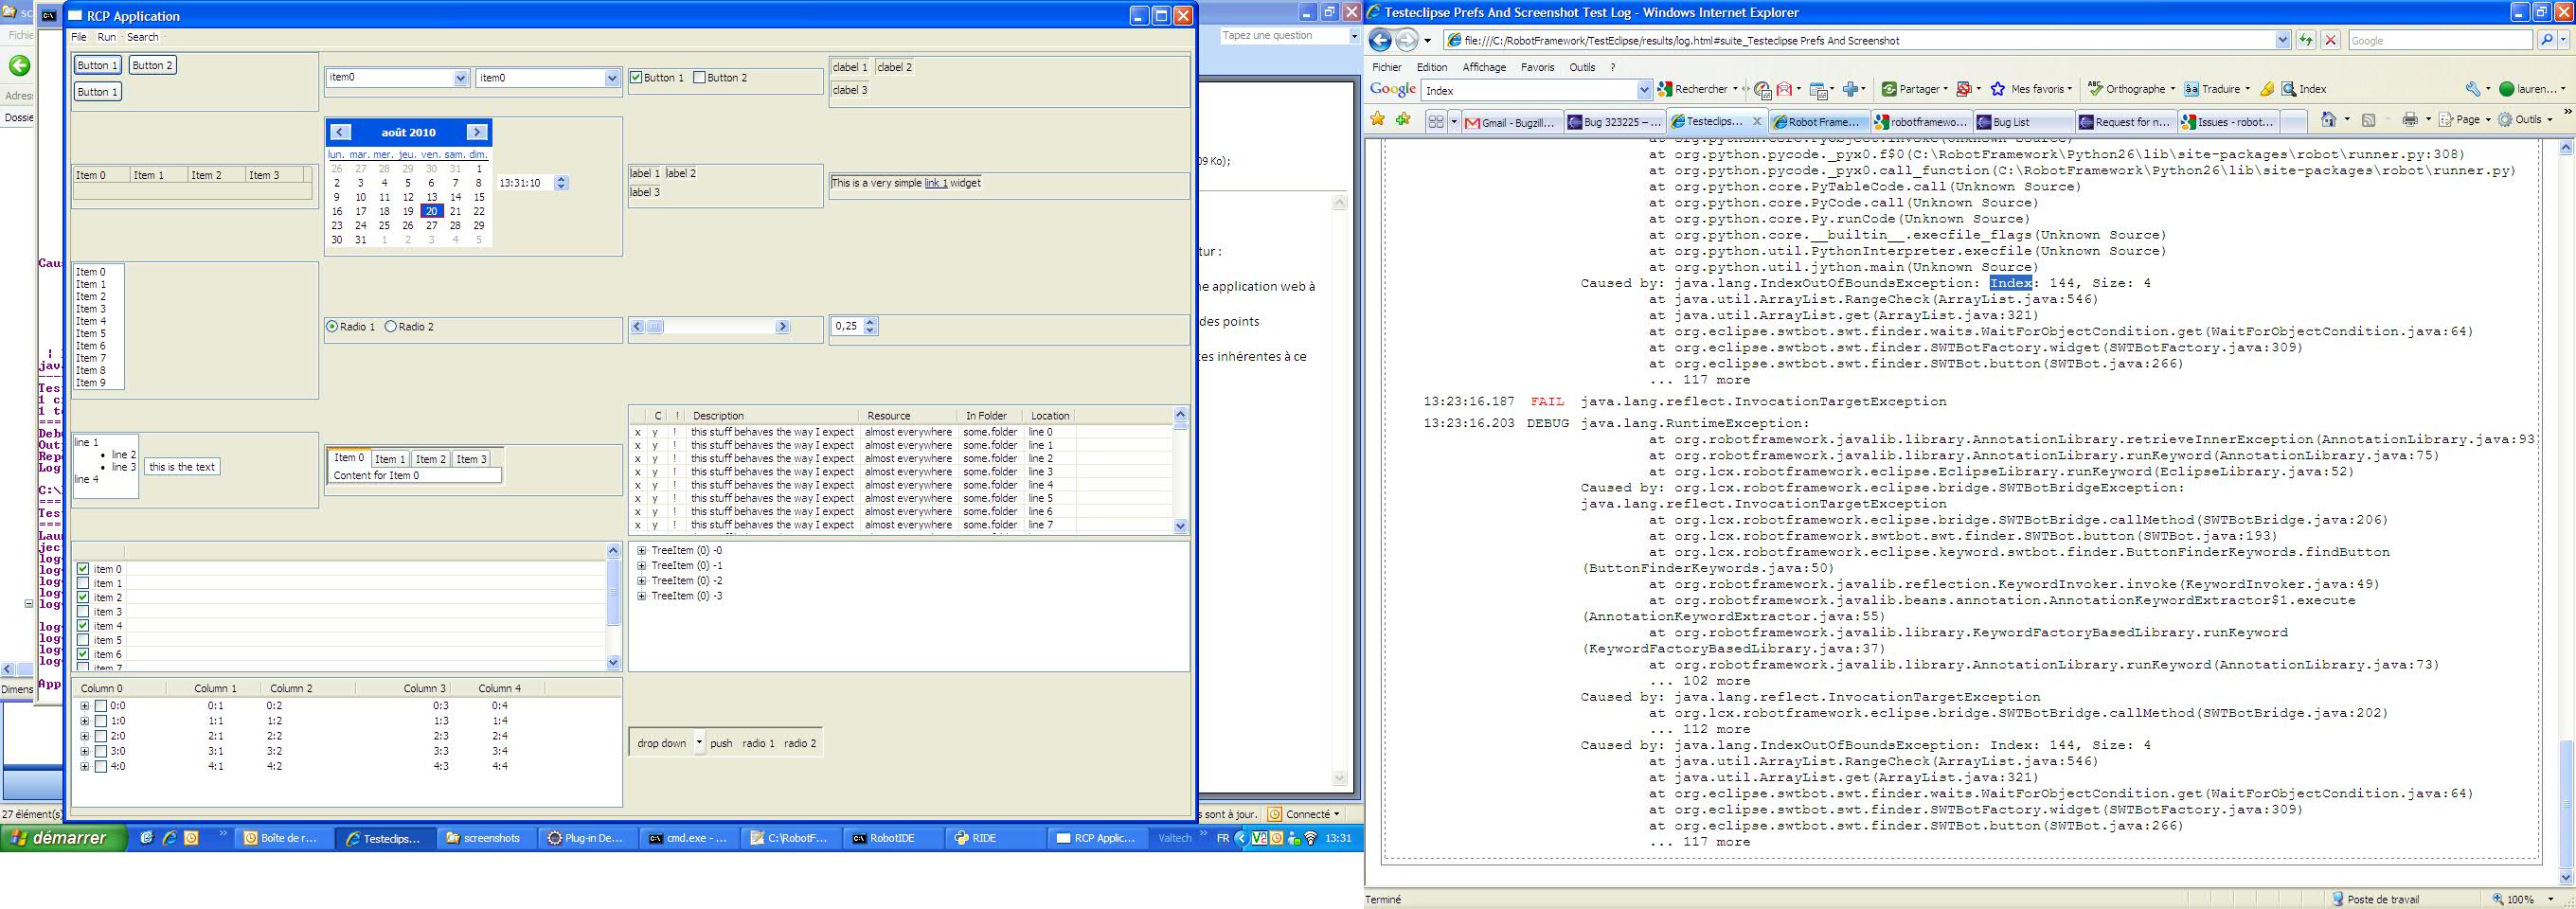 RCP Application
File Run Search
Button 1 Button 2
Button 1
item0 item0
Button 1 Button 2
clabel 1 clabel 2
clabel 3
Item 0 Item 1 Item 2 Item 3
août 2010
lun. mar. mer. jeu. ven. sam. dim.
26 27 28 29 30 31 1
2 3 4 5 6 7 8
9 10 11 12 13 14 15
16 17 18 19 20 21 22
23 24 25 26 27 28 29
30 31 1 2 3 4 5
13:31:10
label 1 label 2
label 3
This is a very simple link 1 widget
Item 0
Item 1
Item 2
Item 3
Item 4
Item 5
Item 6
Item 7
Item 8
Item 9
Radio 1 Radio 2
0,25
line 1
line 2
line 3
line 4
this is the text
Item 0 Item 1 Item 2 Item 3
Content for Item 0
C ! Description Resource In Folder Location
x y ! this stuff behaves the way I expect almost everywhere some.folder line 0
x y ! this stuff behaves the way I expect almost everywhere some.folder line 1
x y ! this stuff behaves the way I expect almost everywhere some.folder line 2
x y ! this stuff behaves the way I expect almost everywhere some.folder line 3
x y ! this stuff behaves the way I expect almost everywhere some.folder line 4
x y ! this stuff behaves the way I expect almost everywhere some.folder line 5
x y ! this stuff behaves the way I expect almost everywhere some.folder line 6
x y ! this stuff behaves the way I expect almost everywhere some.folder line 7
item 0
item 1
item 2
item 3
item 4
item 5
item 6
item 7
TreeItem (0) -0
TreeItem (0) -1
TreeItem (0) -2
TreeItem (0) -3
Column 0 Column 1 Column 2 Column 3 Column 4
0:0 0:1 0:2 0:3 0:4
1:0 1:1 1:2 1:3 1:4
2:0 2:1 2:2 2:3 2:4
3:0 3:1 3:2 3:3 3:4
4:0 4:1 4:2 4:3 4:4
drop down push radio 1 radio 2
Tapez une question
09 Ko);
tur :
ne application web à
des points
tes inhérentes à ce
27 élément(s)
s sont à jour. Connecté
démarrer Boîte de r... Testeclips... screenshots Plug-in De... cmd.exe - ... C:\RobotF... RobotIDE RIDE RCP Applic... Valtech FR 13:31
Testeclipse Prefs And Screenshot Test Log - Windows Internet Explorer
file:///C:/RobotFramework/TestEclipse/results/log.html#suite_Testeclipse Prefs And Screenshot Google
Fichier Edition Affichage Favoris Outils ?
Google Index Rechercher Partager Mes favoris Orthographe Traduire Index lauren...
Gmail - Bugzill... Bug 323225 – ... Testeclips... Robot Frame... robotframewo... Bug List Request for n... Issues - robot... Page Outils
at org.python.core.PyObject.invoke(Unknown Source)
at org.python.pycode._pyx0.f$0(C:\RobotFramework\Python26\lib\site-packages\robot\runner.py:308)
at org.python.pycode._pyx0.call_function(C:\RobotFramework\Python26\lib\site-packages\robot\runner.py)
at org.python.core.PyTableCode.call(Unknown Source)
at org.python.core.PyCode.call(Unknown Source)
at org.python.core.Py.runCode(Unknown Source)
at org.python.core.__builtin__.execfile_flags(Unknown Source)
at org.python.util.PythonInterpreter.execfile(Unknown Source)
at org.python.util.jython.main(Unknown Source)
Caused by: java.lang.IndexOutOfBoundsException: Index: 144, Size: 4
at java.util.ArrayList.RangeCheck(ArrayList.java:546)
at java.util.ArrayList.get(ArrayList.java:321)
at org.eclipse.swtbot.swt.finder.waits.WaitForObjectCondition.get(WaitForObjectCondition.java:64)
at org.eclipse.swtbot.swt.finder.SWTBotFactory.widget(SWTBotFactory.java:309)
at org.eclipse.swtbot.swt.finder.SWTBot.button(SWTBot.java:266)
... 117 more
13:23:16.187 FAIL java.lang.reflect.InvocationTargetException
13:23:16.203 DEBUG java.lang.RuntimeException:
at org.robotframework.javalib.library.AnnotationLibrary.retrieveInnerException(AnnotationLibrary.java:93
at org.robotframework.javalib.library.AnnotationLibrary.runKeyword(AnnotationLibrary.java:75)
at org.lcx.robotframework.eclipse.EclipseLibrary.runKeyword(EclipseLibrary.java:52)
Caused by: org.lcx.robotframework.eclipse.bridge.SWTBotBridgeException:
java.lang.reflect.InvocationTargetException
at org.lcx.robotframework.eclipse.bridge.SWTBotBridge.callMethod(SWTBotBridge.java:206)
at org.lcx.robotframework.swtbot.swt.finder.SWTBot.button(SWTBot.java:193)
at org.lcx.robotframework.eclipse.keyword.swtbot.finder.ButtonFinderKeywords.findButton
(ButtonFinderKeywords.java:50)
at org.robotframework.javalib.reflection.KeywordInvoker.invoke(KeywordInvoker.java:49)
at org.robotframework.javalib.beans.annotation.AnnotationKeywordExtractor$1.execute
(AnnotationKeywordExtractor.java:55)
at org.robotframework.javalib.library.KeywordFactoryBasedLibrary.runKeyword
(KeywordFactoryBasedLibrary.java:37)
at org.robotframework.javalib.library.AnnotationLibrary.runKeyword(AnnotationLibrary.java:73)
... 102 more
Caused by: java.lang.reflect.InvocationTargetException
at org.lcx.robotframework.eclipse.bridge.SWTBotBridge.callMethod(SWTBotBridge.java:202)
... 112 more
Caused by: java.lang.IndexOutOfBoundsException: Index: 144, Size: 4
at java.util.ArrayList.RangeCheck(ArrayList.java:546)
at java.util.ArrayList.get(ArrayList.java:321)
at org.eclipse.swtbot.swt.finder.waits.WaitForObjectCondition.get(WaitForObjectCondition.java:64)
at org.eclipse.swtbot.swt.finder.SWTBotFactory.widget(SWTBotFactory.java:309)
at org.eclipse.swtbot.swt.finder.SWTBot.button(SWTBot.java:266)
... 117 more
Terminé Poste de travail 100%